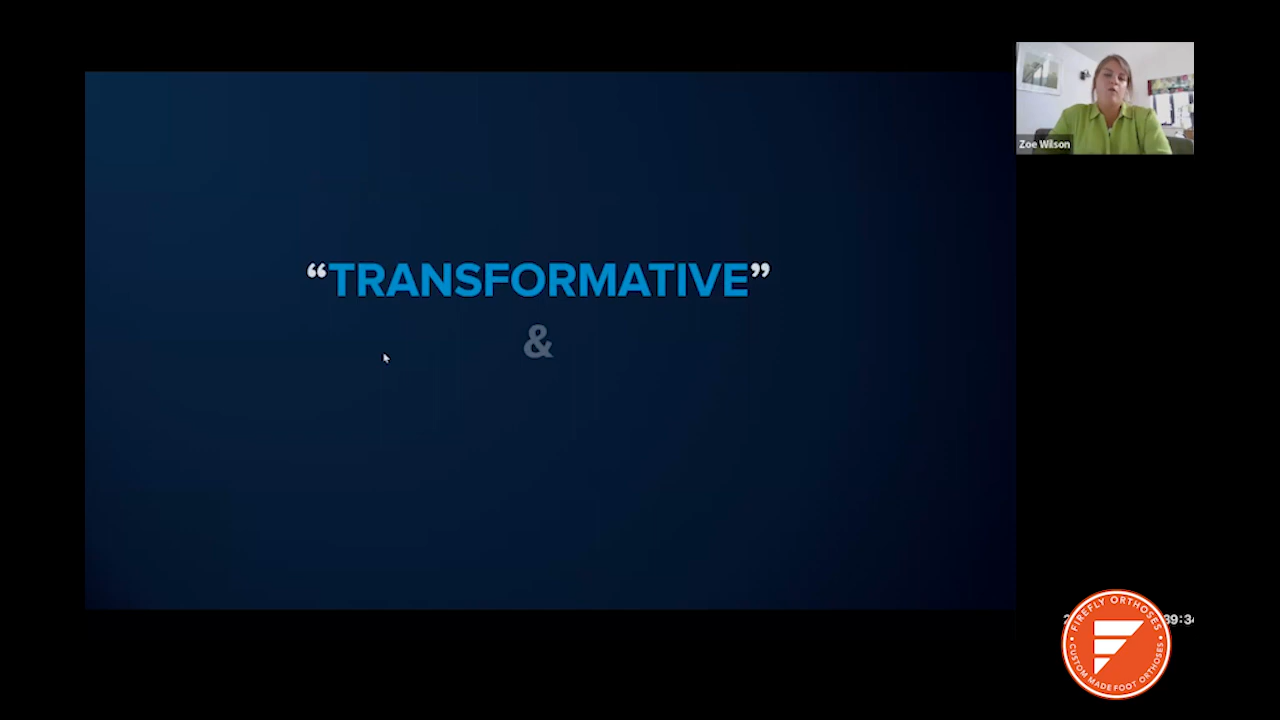 “TRANSFORMATIVE”
&
Zoe Wilson
FIREFLY ORTHOSES
CUSTOM MADE FOOT ORTHOSES